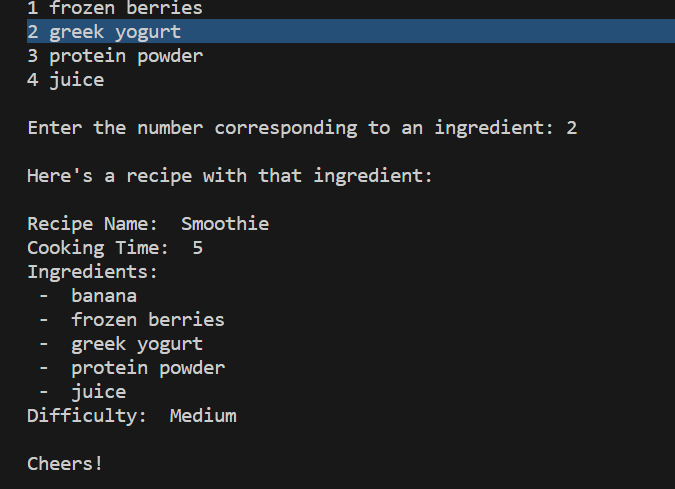 1 frozen berries
2 greek yogurt
3 protein powder
4 juice
Enter the number corresponding to an ingredient: 2
Here's a recipe with that ingredient:
Recipe Name:  Smoothie
Cooking Time:  5
Ingredients:
 -  banana
 -  frozen berries
 -  greek yogurt
 -  protein powder
 -  juice
Difficulty:  Medium
Cheers!